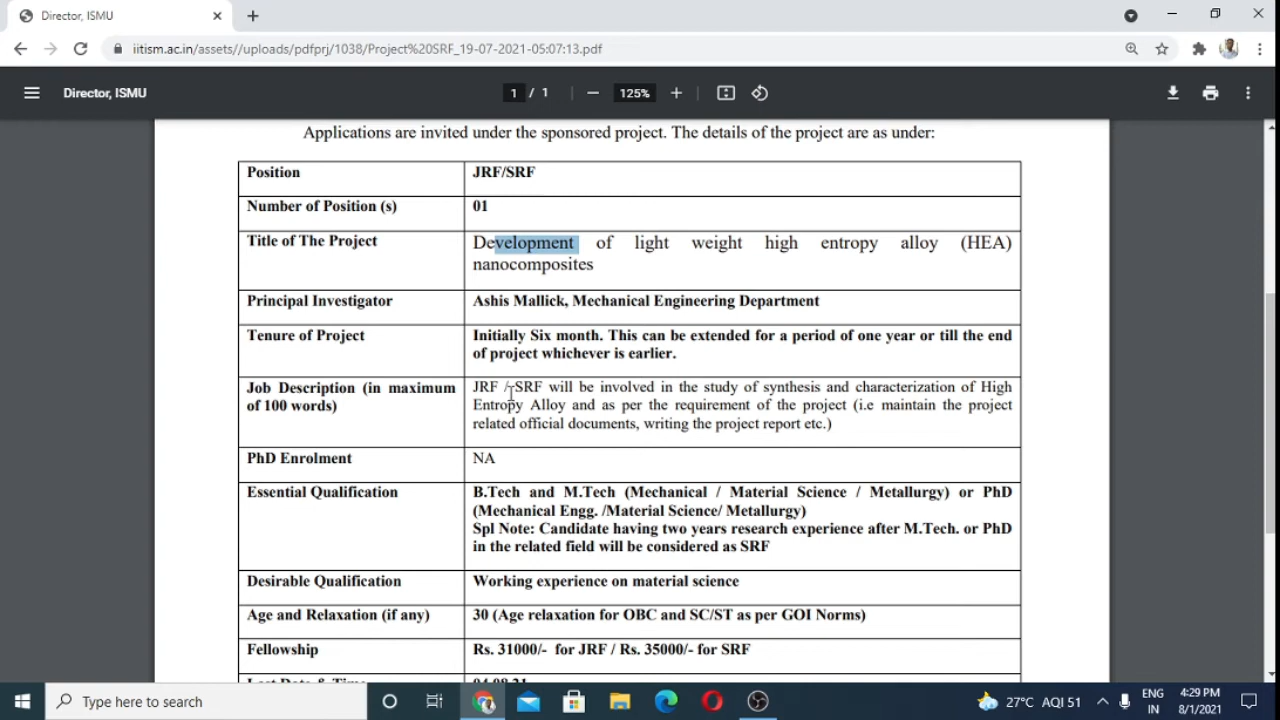 Director, ISMU
iitism.ac.in/assets//uploads/pdfprj/1038/Project%20SRF_19-07-2021-05:07:13.pdf
Director, ISMU
1 / 1
125%
Applications are invited under the sponsored project. The details of the project are as under:
Position JRF/SRF
Number of Position (s) 01
Title of The Project Development of light weight high entropy alloy (HEA)
nanocomposites
Principal Investigator Ashis Mallick, Mechanical Engineering Department
Tenure of Project Initially Six month. This can be extended for a period of one year or till the end
of project whichever is earlier.
Job Description (in maximum JRF / SRF will be involved in the study of synthesis and characterization of High
of 100 words) Entropy Alloy and as per the requirement of the project (i.e maintain the project
related official documents, writing the project report etc.)
PhD Enrolment NA
Essential Qualification B.Tech and M.Tech (Mechanical / Material Science / Metallurgy) or PhD
(Mechanical Engg. /Material Science/ Metallurgy)
Spl Note: Candidate having two years research experience after M.Tech. or PhD
in the related field will be considered as SRF
Desirable Qualification Working experience on material science
Age and Relaxation (if any) 30 (Age relaxation for OBC and SC/ST as per GOI Norms)
Fellowship Rs. 31000/- for JRF / Rs. 35000/- for SRF
Last Date & Time 04.08.21
Type here to search
27°C AQI 51
ENG
IN
4:29 PM
8/1/2021